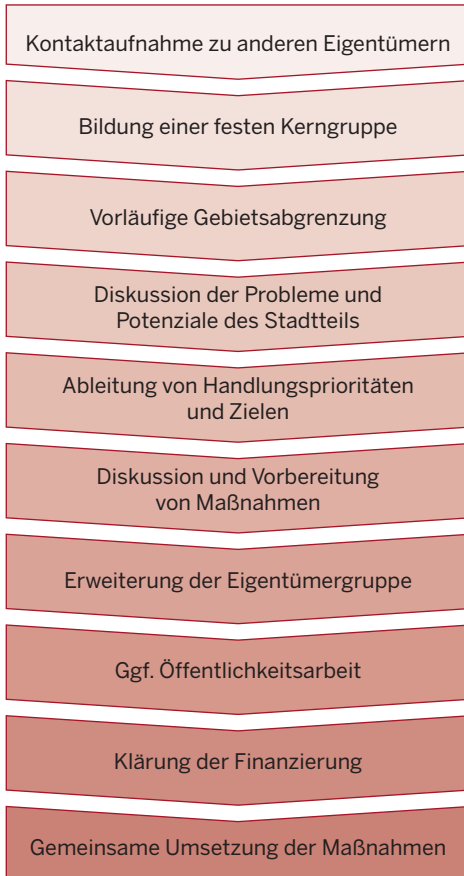 Kontaktaufnahme zu anderen Eigentümern
Bildung einer festen Kerngruppe
Vorläufige Gebietsabgrenzung
Diskussion der Probleme und
Potenziale des Stadtteils
Ableitung von Handlungsprioritäten
und Zielen
Diskussion und Vorbereitung
von Maßnahmen
Erweiterung der Eigentümergruppe
Ggf. Öffentlichkeitsarbeit
Klärung der Finanzierung
Gemeinsame Umsetzung der Maßnahmen